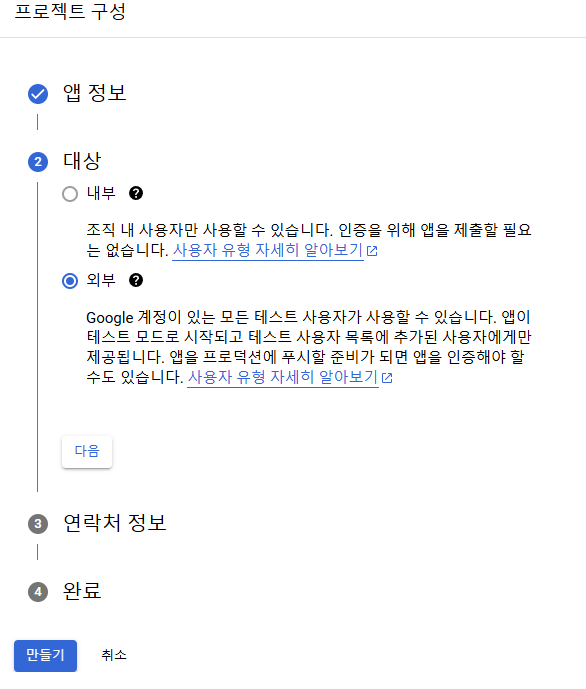 프로젝트 구성
앱 정보
2 대상
내부
조직 내 사용자만 사용할 수 있습니다. 인증을 위해 앱을 제출할 필요
는 없습니다. 사용자 유형 자세히 알아보기
외부
Google 계정이 있는 모든 테스트 사용자가 사용할 수 있습니다. 앱이
테스트 모드로 시작되고 테스트 사용자 목록에 추가된 사용자에게만
제공됩니다. 앱을 프로덕션에 푸시할 준비가 되면 앱을 인증해야 할
수도 있습니다. 사용자 유형 자세히 알아보기
다음
3 연락처 정보
4 완료
만들기 취소